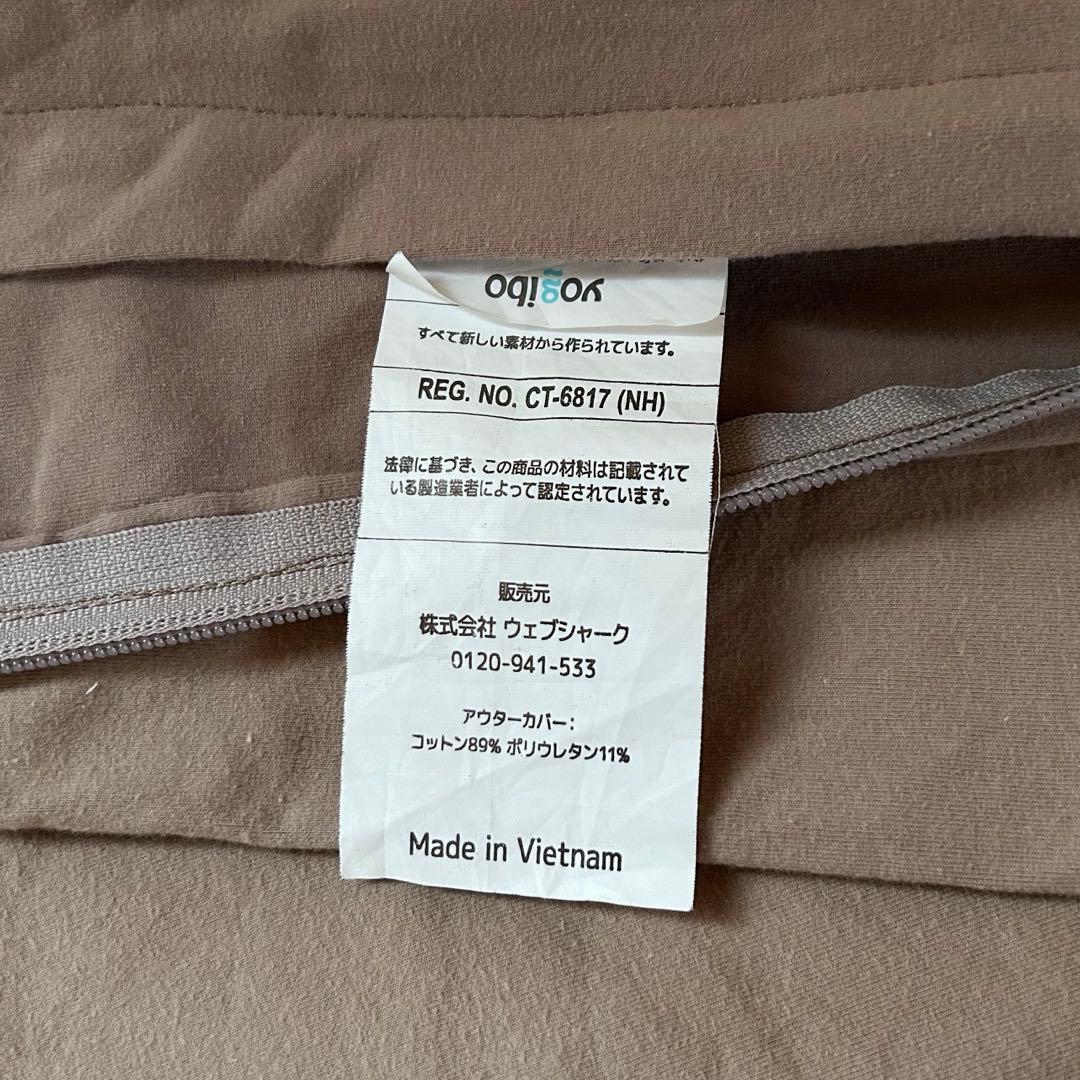 yogibo
すべて新しい素材から作られています。
REG. NO. CT-6817 (NH)
法律に基づき、この商品の材料は記載されて
いる製造業者によって認定されています。
販売元
株式会社 ウェブシャーク
0120-941-533
アウターカバー：
コットン89% ポリウレタン11%
Made in Vietnam